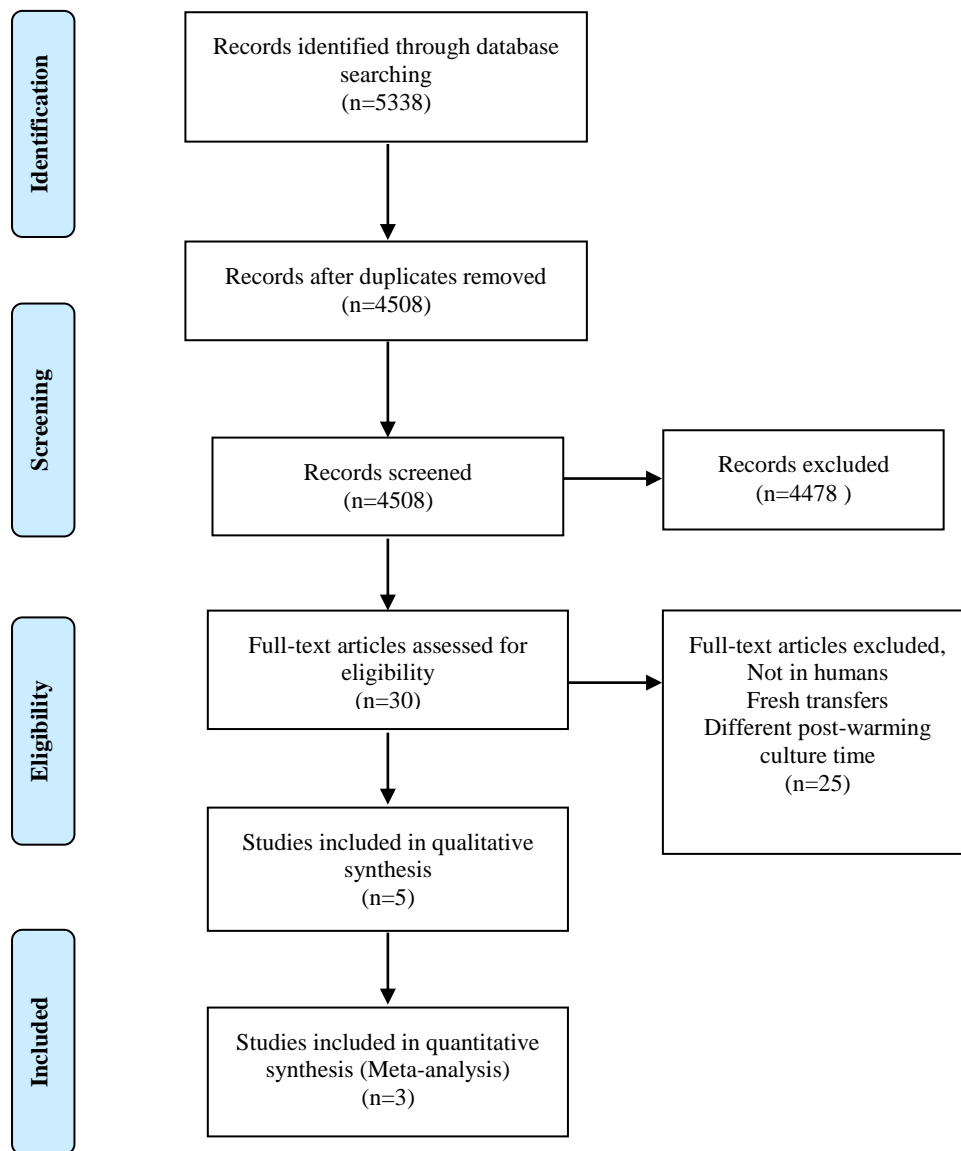 Identification
Records identified through database
searching
(n=5338)
Records after duplicates removed
(n=4508)
Screening
Records screened
(n=4508)
Records excluded
(n=4478 )
Eligibility
Full-text articles assessed for
eligibility
(n=30)
Full-text articles excluded,
Not in humans
Fresh transfers
Different post-warming
culture time
(n=25)
Studies included in qualitative
synthesis
(n=5)
Included
Studies included in quantitative
synthesis (Meta-analysis)
(n=3)